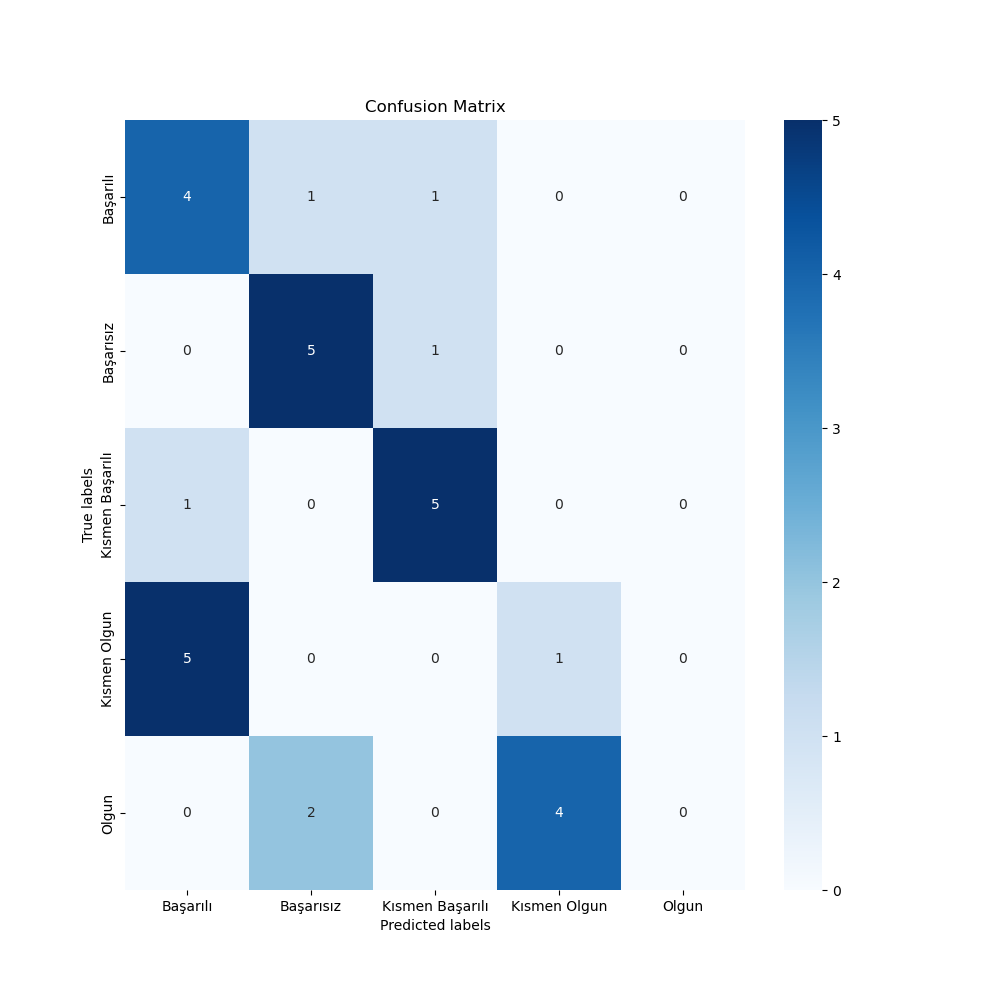 Confusion Matrix
Başarılı 4 1 1 0 0
Başarısız 0 5 1 0 0
Kısmen Başarılı 1 0 5 0 0
Kısmen Olgun 5 0 0 1 0
Olgun 0 2 0 4 0
True labels
Başarılı Başarısız Kısmen Başarılı Kısmen Olgun Olgun
Predicted labels
5
4
3
2
1
0